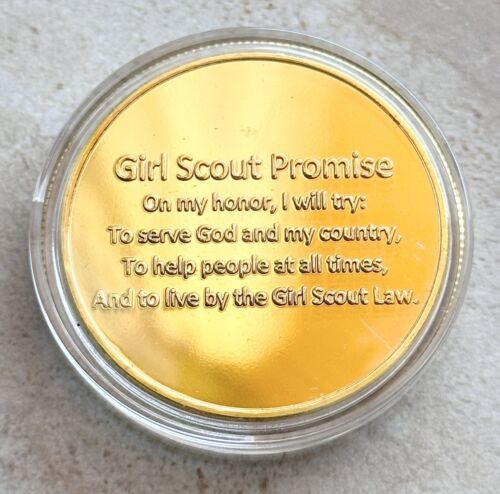 Girl Scout Promise
On my honor, I will try:
To serve God and my country,
To help people at all times,
And to live by the Girl Scout Law.